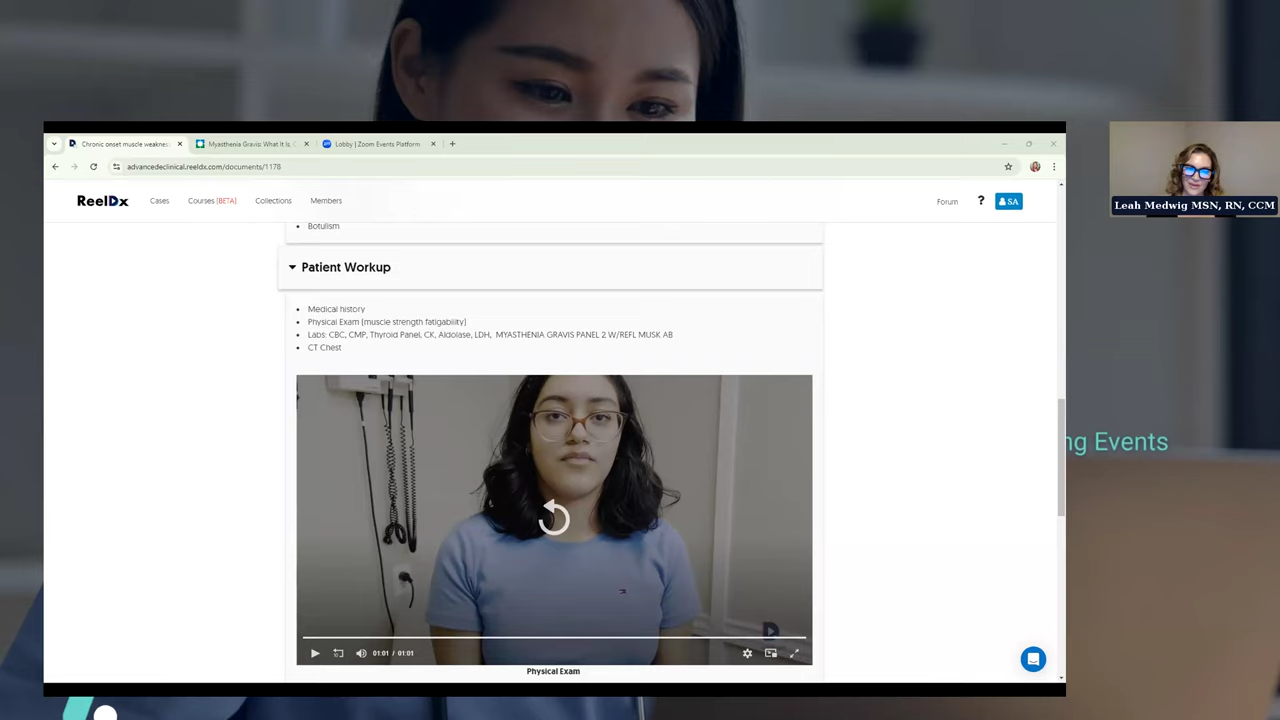 Chronic onset muscle weaknes
Myasthenia Gravis: What It Is, C
Lobby | Zoom Events Platform
advancedeclinical.reeldx.com/documents/1178
ReelDx
Cases
Courses (BETA)
Collections
Members
Forum
?
SA
Botulism
Patient Workup
Medical history
Physical Exam (muscle strength fatigability)
Labs: CBC, CMP, Thyroid Panel, CK, Aldolase, LDH, MYASTHENIA GRAVIS PANEL 2 W/REFL MUSK AB
CT Chest
01:01 / 01:01
Physical Exam
Leah Medwig MSN, RN, CCM
ng Events